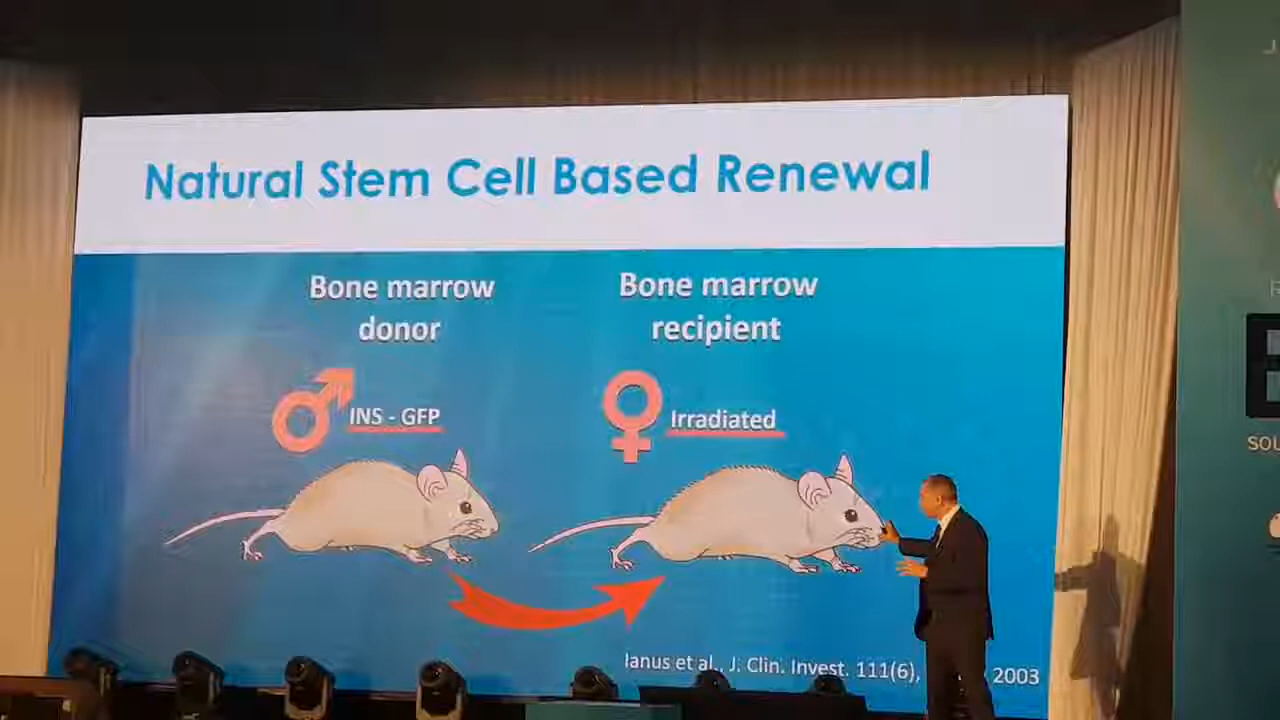 Natural Stem Cell Based Renewal
Bone marrow
donor
Bone marrow
recipient
INS - GFP
Irradiated
Ianus et al., J. Clin. Invest. 111(6),
2003